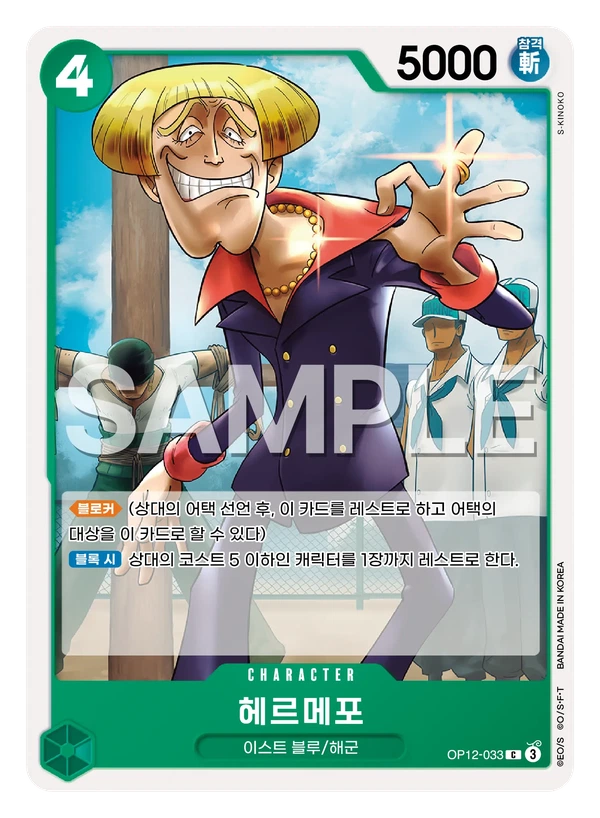 4
5000
참격
斬
S-KINOKO
SAMPLE
블로커 (상대의 어택 선언 후, 이 카드를 레스트로 하고 어택의
대상을 이 카드로 할 수 있다)
블록 시 상대의 코스트 5 이하인 캐릭터를 1장까지 레스트로 한다.
CHARACTER
헤르메포
이스트 블루/해군
OP12-033 C 3
©EO/S ©O/S·F·T BANDAI MADE IN KOREA